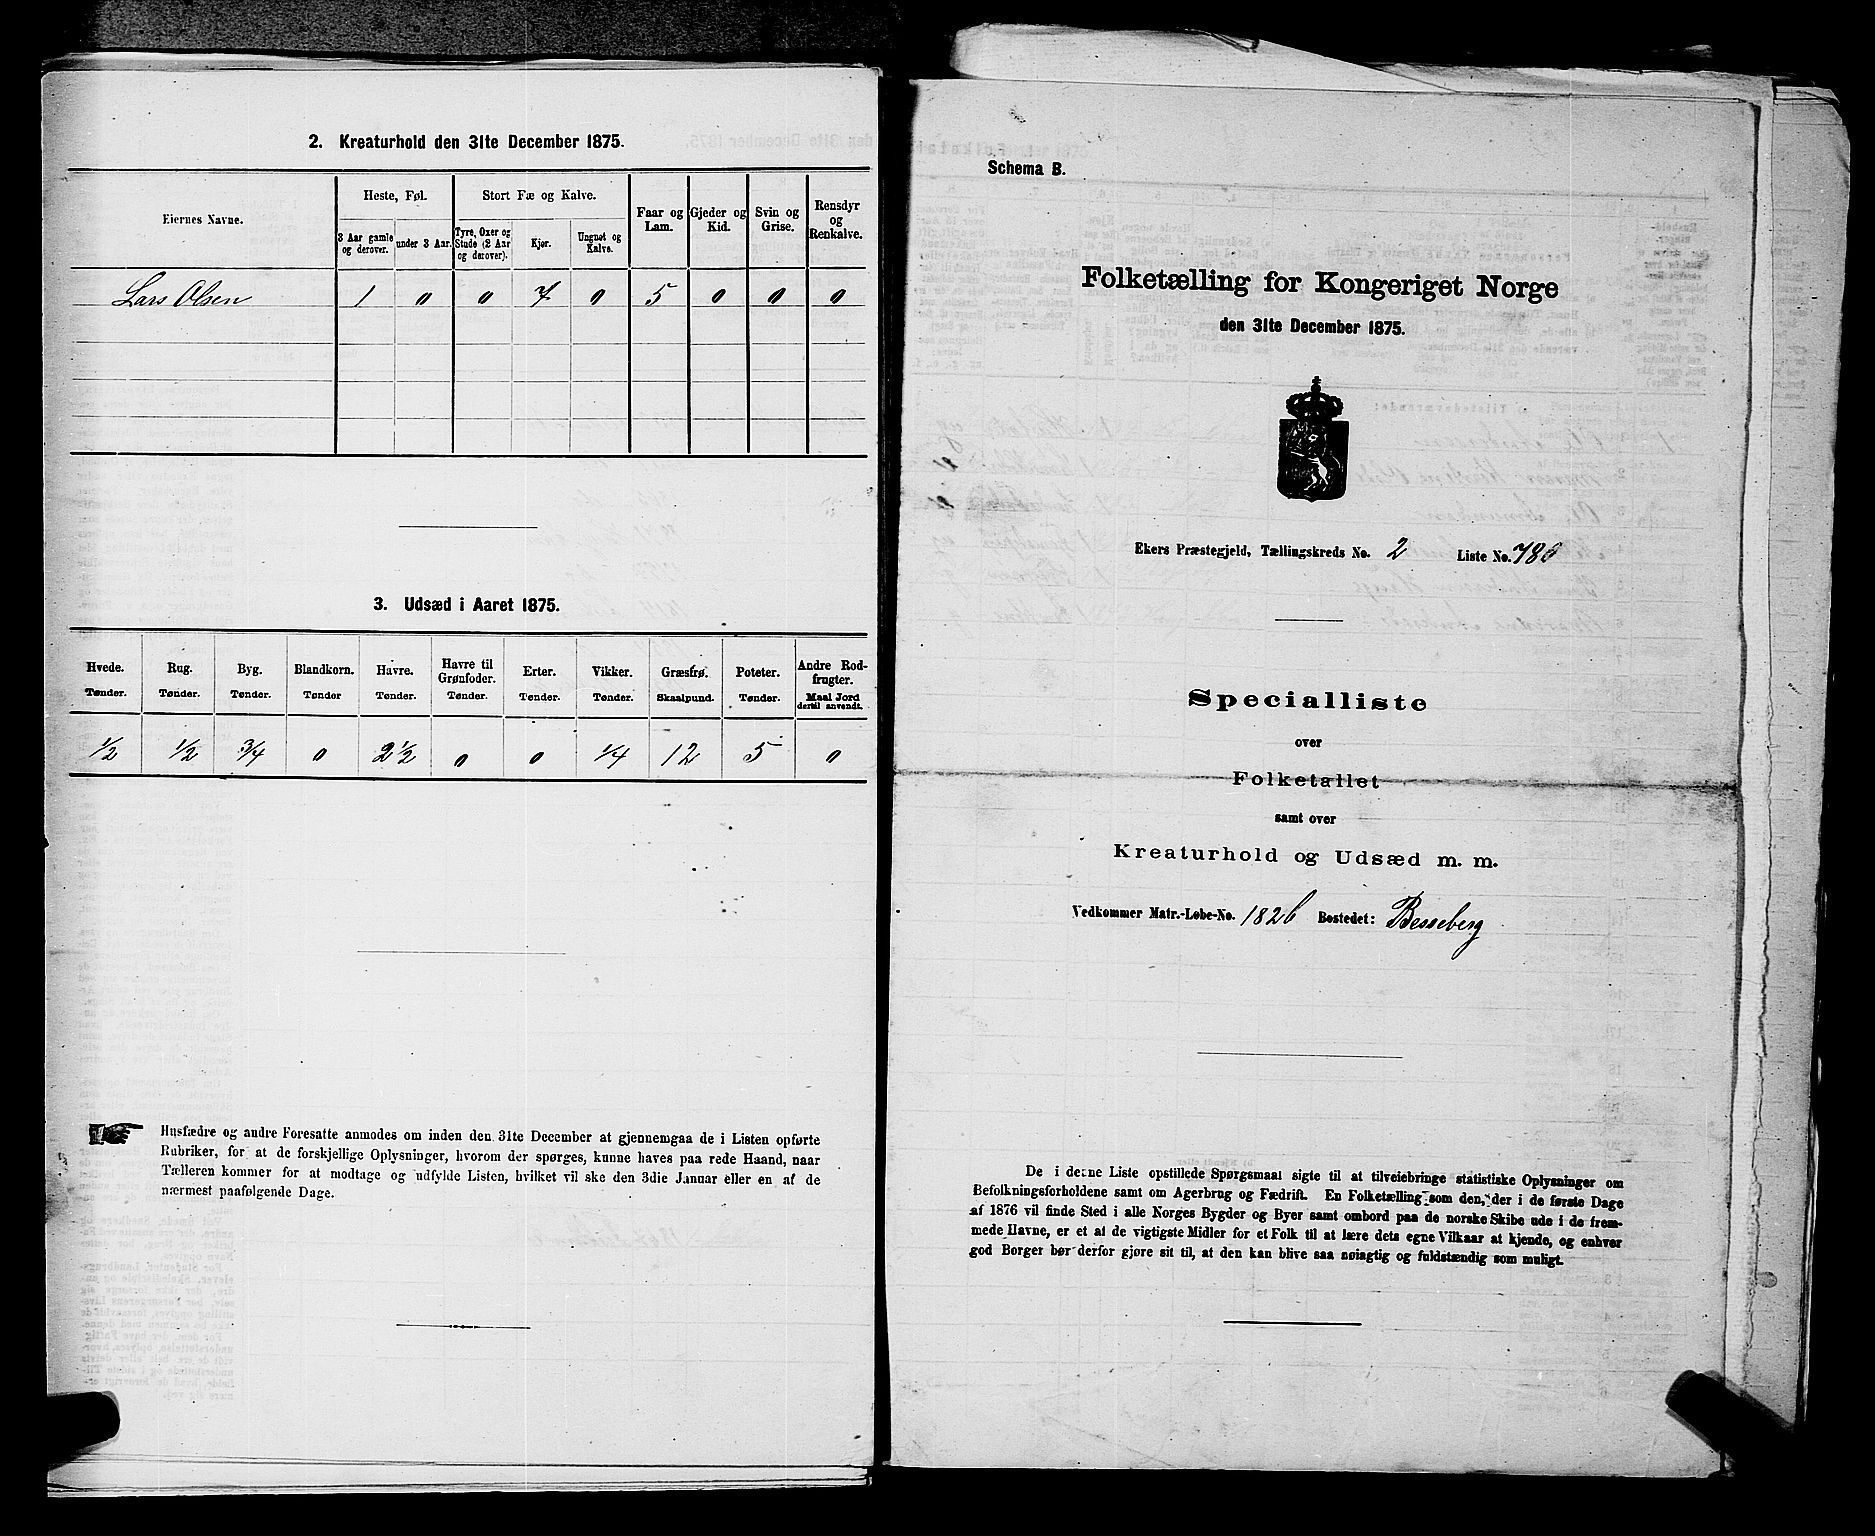 2. Kreaturhold den 31te December 1875.
Eiernes Navne.
Heste, Føl.
Stort Fæ og Kalve.
Faar og Lam.
Gjeder og Kid.
Svin og Grise.
Rensdyr og Renkalve.
3 Aar gamle og derover.
under 3 Aar.
Tyre, Oxer og Stude (2 Aar og derover).
Kjør.
Ungnøt og Kalve.
Lars Olsen 1 0 0 7 0 5 0 0 0
3. Udsæd i Aaret 1875.
Hvede. Rug. Byg. Blandkorn. Havre. Havre til Grønfoder. Erter. Vikker. Græsfrø. Poteter. Andre Rodfrugter.
Tønder. Tønder. Tønder. Tønder Tønder. Tønder. Tønder. Tønder. Skaalpund. Tønder. Maal Jord dertil anvendt.
1/2 1/2 3/4 0 2 1/2 0 0 1/4 12 5 0
Husfædre og andre Foresatte anmodes om inden den 31te December at gjennemgaa de i Listen opførte
Rubriker, for at de forskjellige Oplysninger, hvorom der spørges, kunne haves paa rede Haand, naar
Tælleren kommer for at modtage og udfylde Listen, hvilket vil ske den 3die Januar eller en af de
nærmest paafølgende Dage.
Schema B.
Folketælling for Kongeriget Norge
den 31te December 1875.
Ekers Præstegjeld, Tællingskreds No. 2 Liste No.
Specialliste
over
Folketallet
samt over
Kreaturhold og Udsæd m. m.
Vedkommer Matr.-Løbe-No. 182b Bostedet: Besseberg
De i denne Liste opstillede Spørgsmaal sigte til at tilveiebringe statistiske Oplysninger om
Befolkningsforholdene samt om Agerbrug og Fædrift. En Folketælling som den, der i de første Dage
af 1876 vil finde Sted i alle Norges Bygder og Byer samt ombord paa de norske Skibe ude i de frem-
mede Havne, er et af de vigtigste Midler for et Folk til at lære dets egne Vilkaar at kjende, og enhver
god Borger bør derfor gjøre sit til, at den kan blive saa nøiagtig og fuldstændig som muligt.